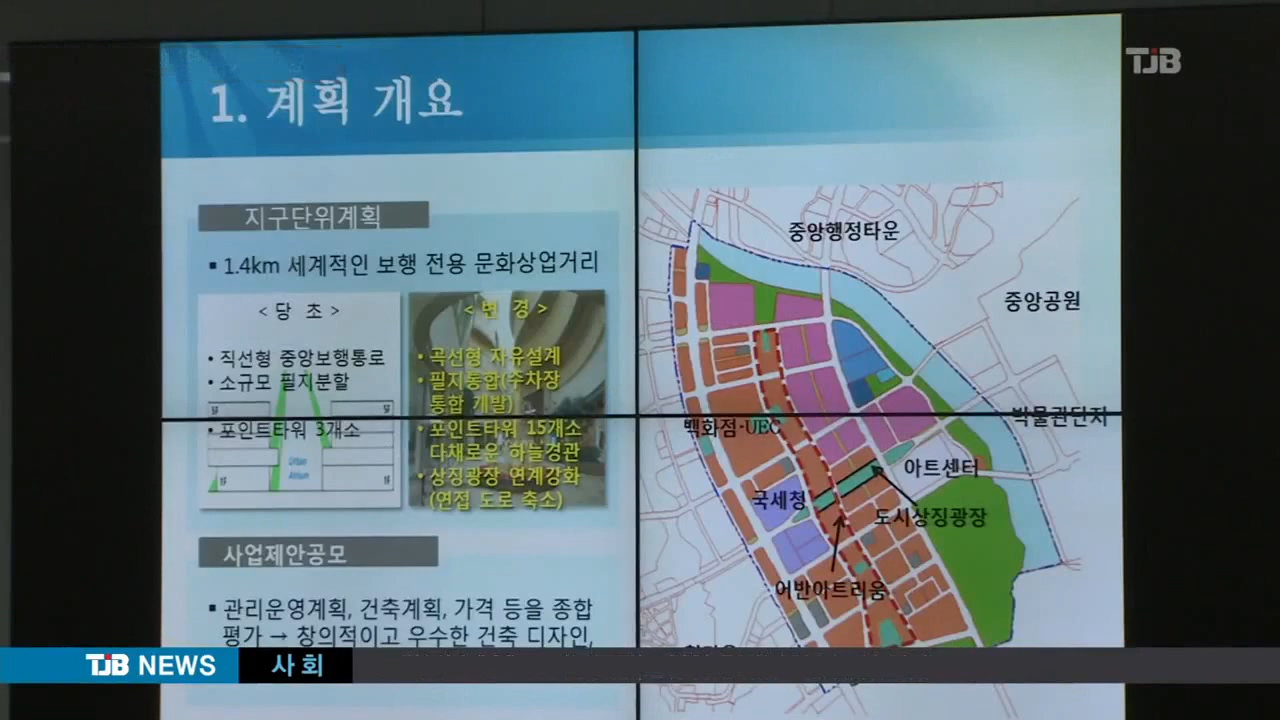 TJB
1. 계획 개요
지구단위계획
▪ 1.4km 세계적인 보행 전용 문화상업거리
< 당 초 >
• 직선형 중앙보행통로
• 소규모 필지분할
• 포인트타워 3개소
5F
5F
Urban
Atrium
1F
1F
< 변 경 >
• 곡선형 자유설계
• 필지통합(주차장
통합 개발)
• 포인트타워 15개소
다채로운 하늘경관
• 상징광장 연계강화
(연접 도로 축소)
사업제안공모
▪ 관리운영계획, 건축계획, 가격 등을 종합
평가 → 창의적이고 우수한 건축 디자인,
중앙행정타운
중앙공원
박물관단지
백화점·UEC
아트센터
국세청
도시상징광장
어반아트리움
TJB NEWS
사회